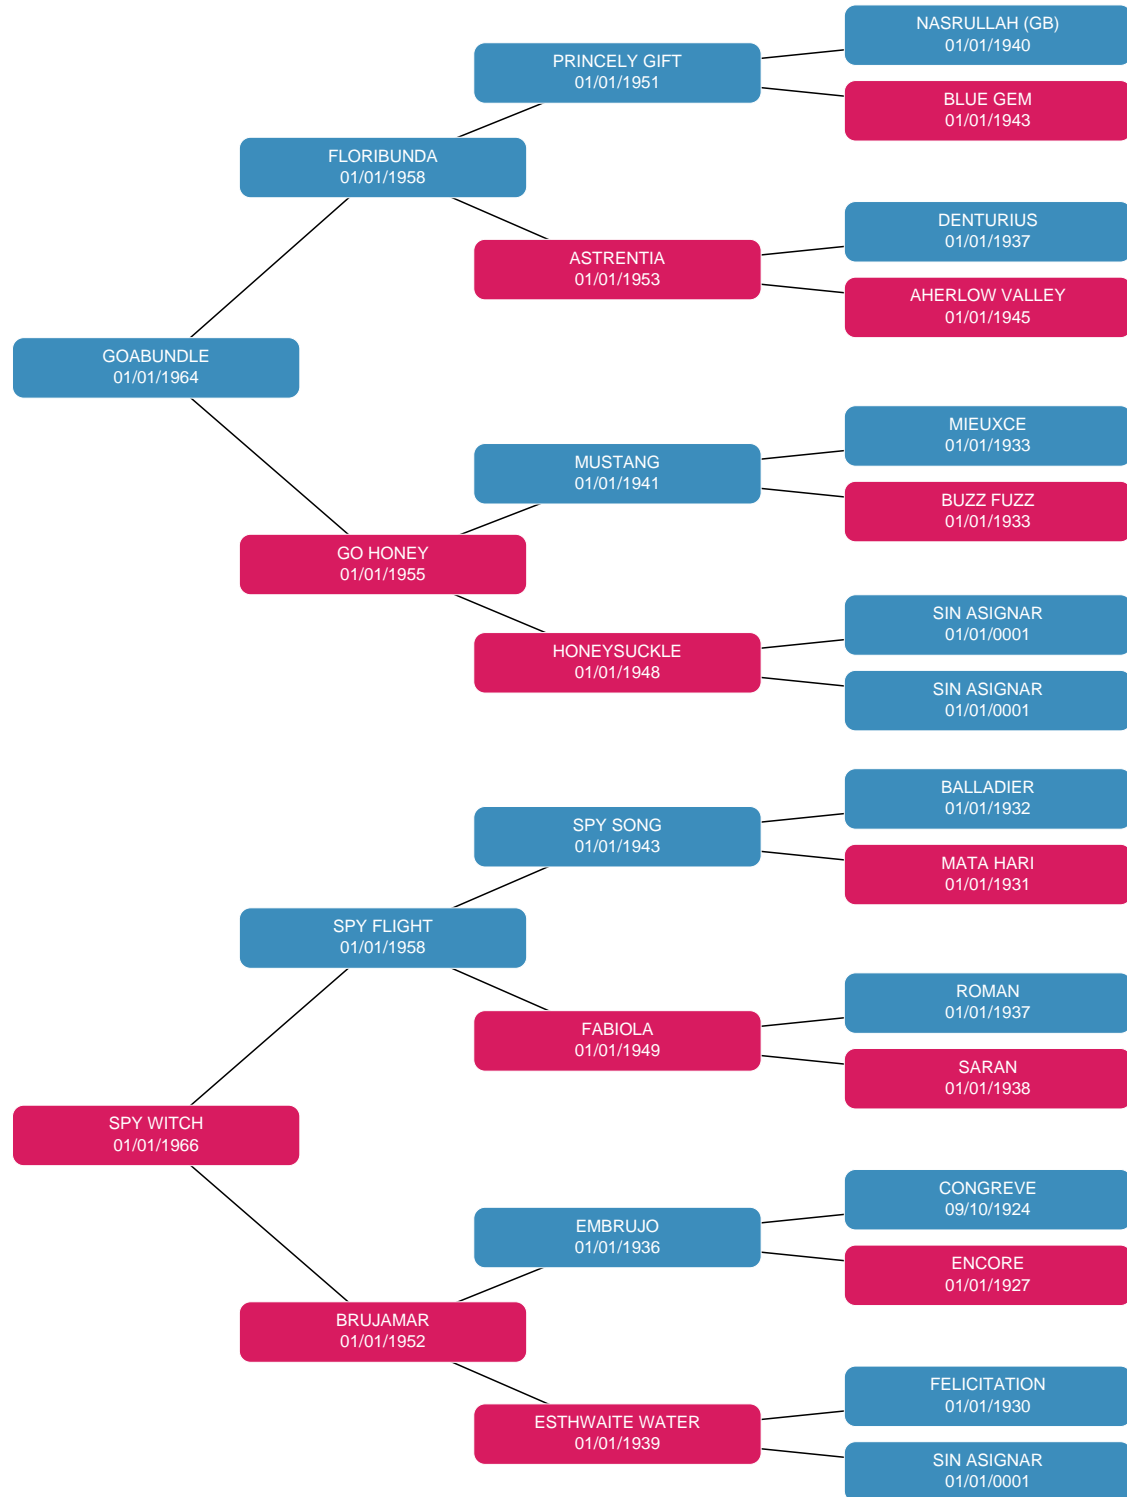 NASRULLAH (GB)
01/01/1940
PRINCELY GIFT
01/01/1951
BLUE GEM
01/01/1943
FLORIBUNDA
01/01/1958
DENTURIUS
01/01/1937
ASTRENTIA
01/01/1953
AHERLOW VALLEY
01/01/1945
GOABUNDLE
01/01/1964
MIEUXCE
01/01/1933
MUSTANG
01/01/1941
BUZZ FUZZ
01/01/1933
GO HONEY
01/01/1955
SIN ASIGNAR
01/01/0001
HONEYSUCKLE
01/01/1948
SIN ASIGNAR
01/01/0001
BALLADIER
01/01/1932
SPY SONG
01/01/1943
MATA HARI
01/01/1931
SPY FLIGHT
01/01/1958
ROMAN
01/01/1937
FABIOLA
01/01/1949
SARAN
01/01/1938
SPY WITCH
01/01/1966
CONGREVE
09/10/1924
EMBRUJO
01/01/1936
ENCORE
01/01/1927
BRUJAMAR
01/01/1952
FELICITATION
01/01/1930
ESTHWAITE WATER
01/01/1939
SIN ASIGNAR
01/01/0001